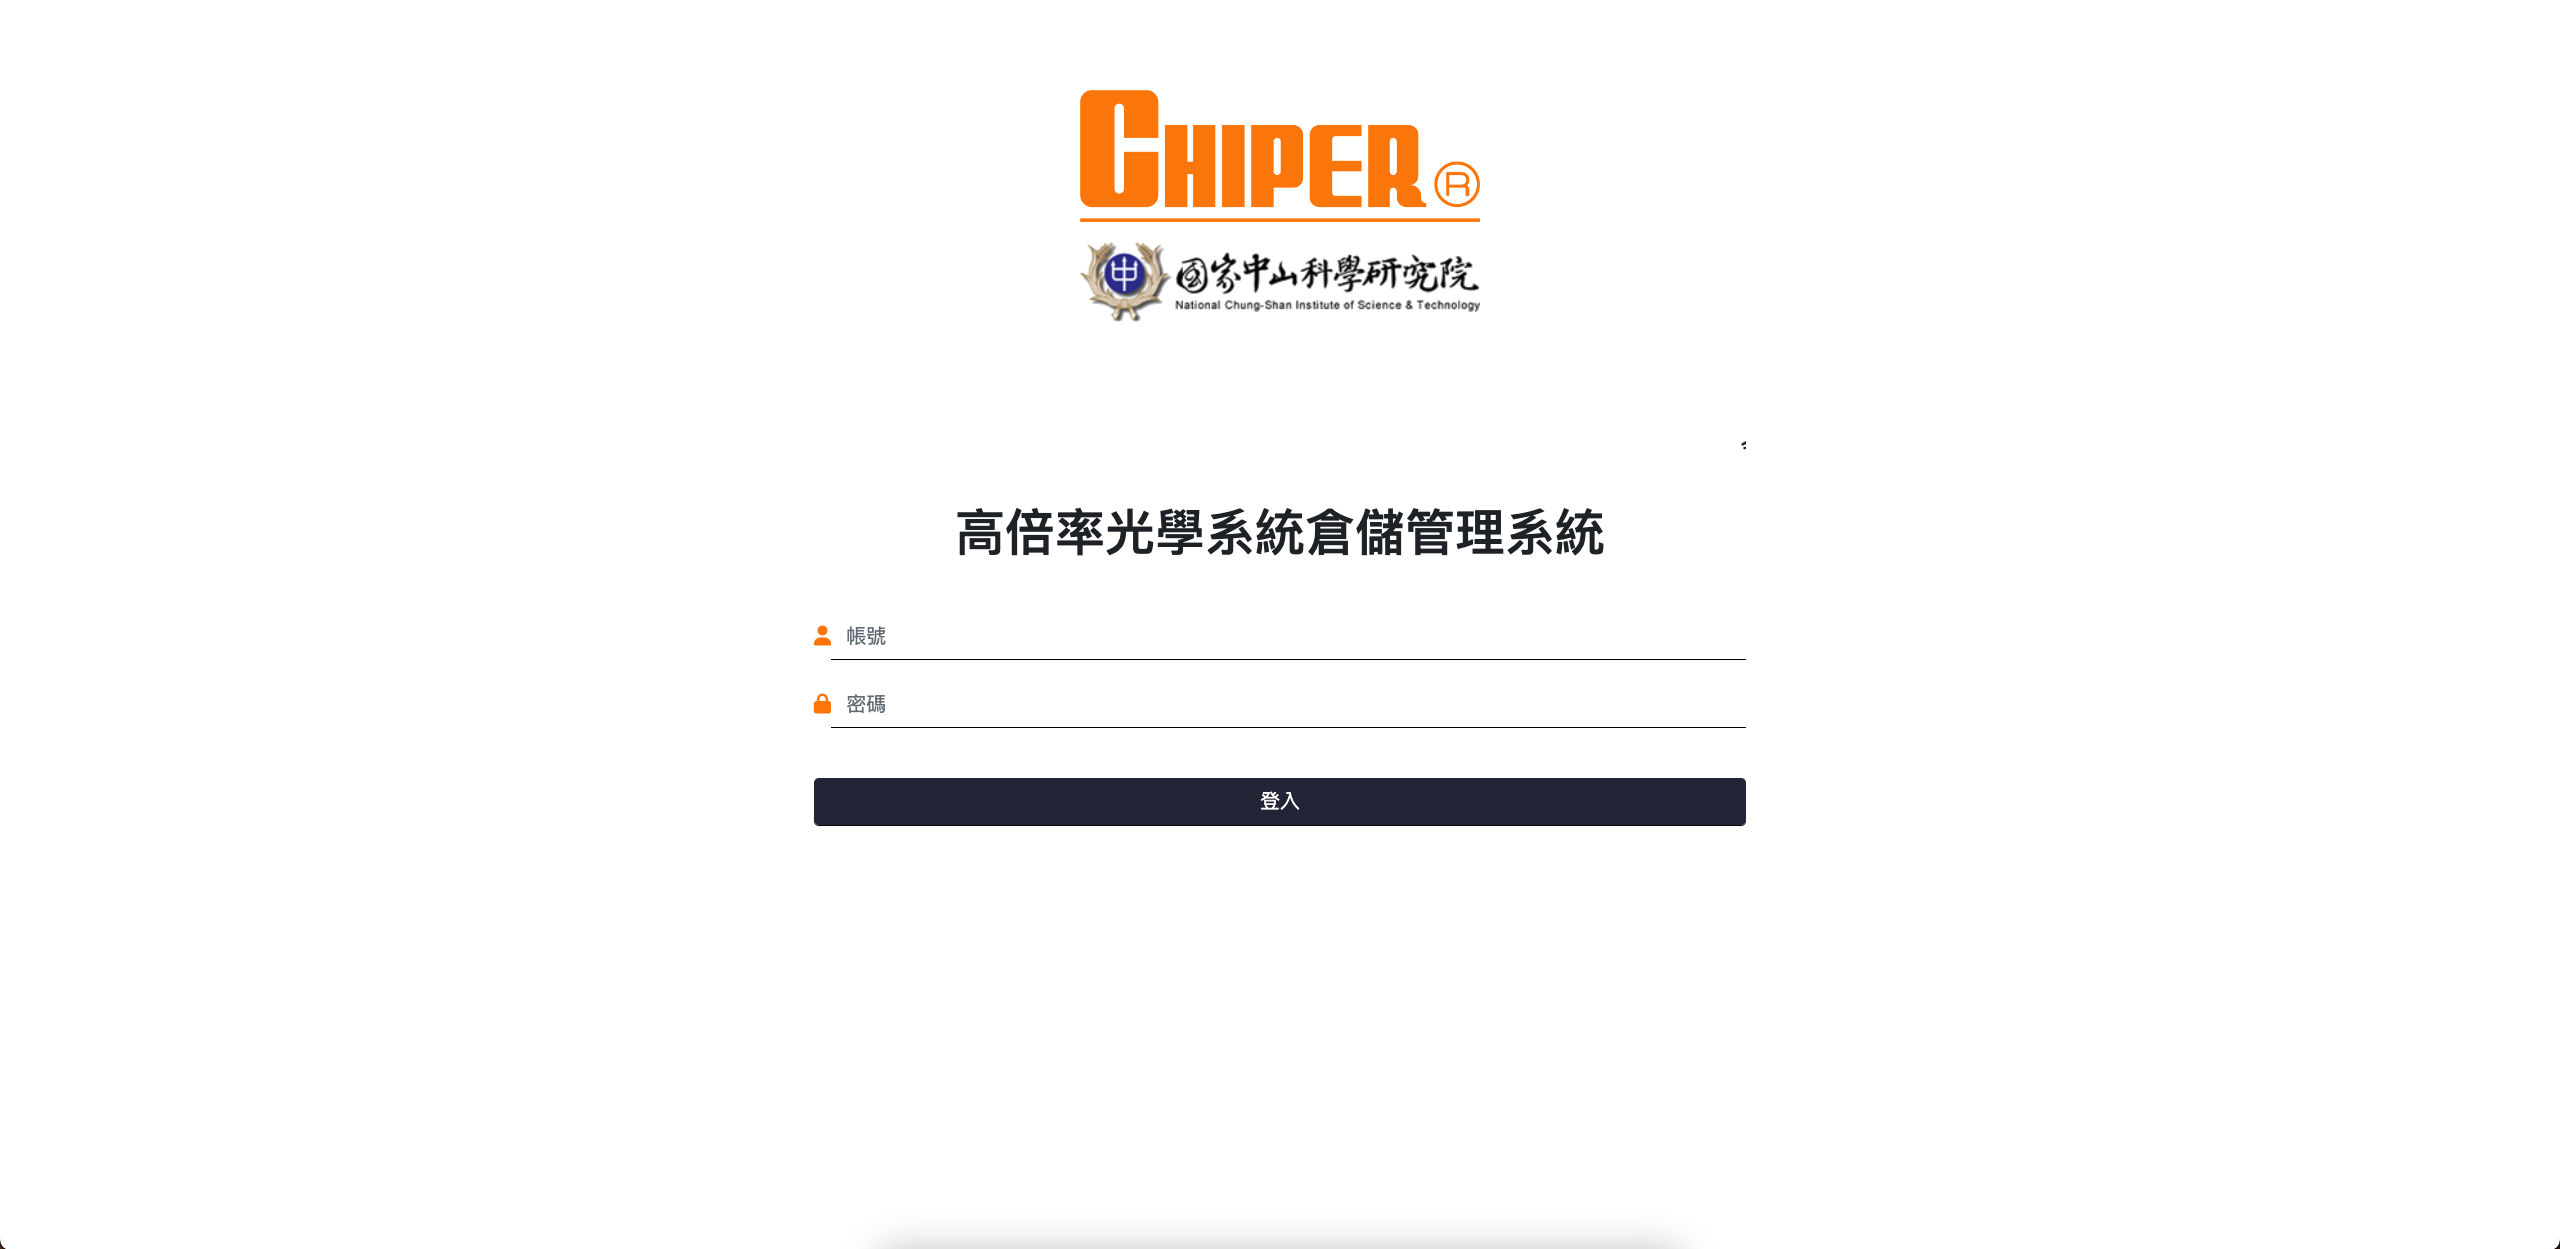 CHIPER®
國家中山科學研究院
National Chung-Shan Institute of Science & Technology
高倍率光學系統倉儲管理系統
帳號
密碼
登入